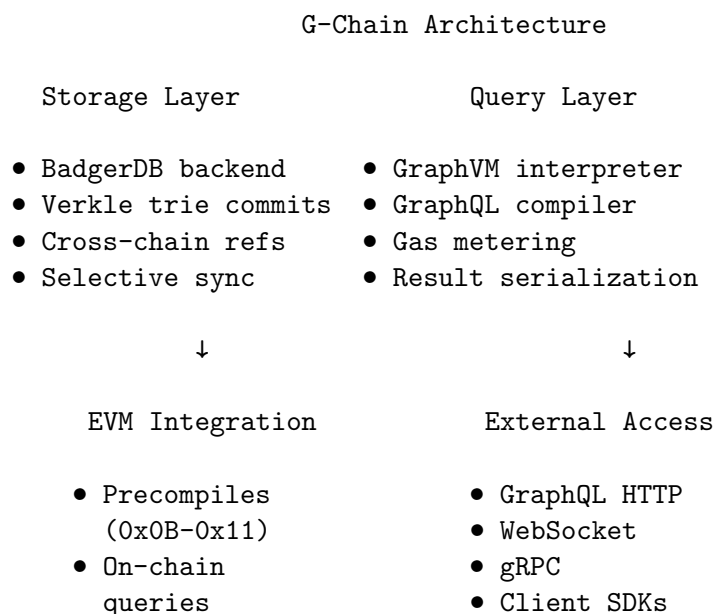 G-Chain Architecture
Storage Layer
Query Layer
• BadgerDB backend
• Verkle trie commits
• Cross-chain refs
• Selective sync
• GraphVM interpreter
• GraphQL compiler
• Gas metering
• Result serialization
↓
↓
EVM Integration
External Access
• Precompiles
(0x0B-0x11)
• On-chain
queries
• GraphQL HTTP
• WebSocket
• gRPC
• Client SDKs